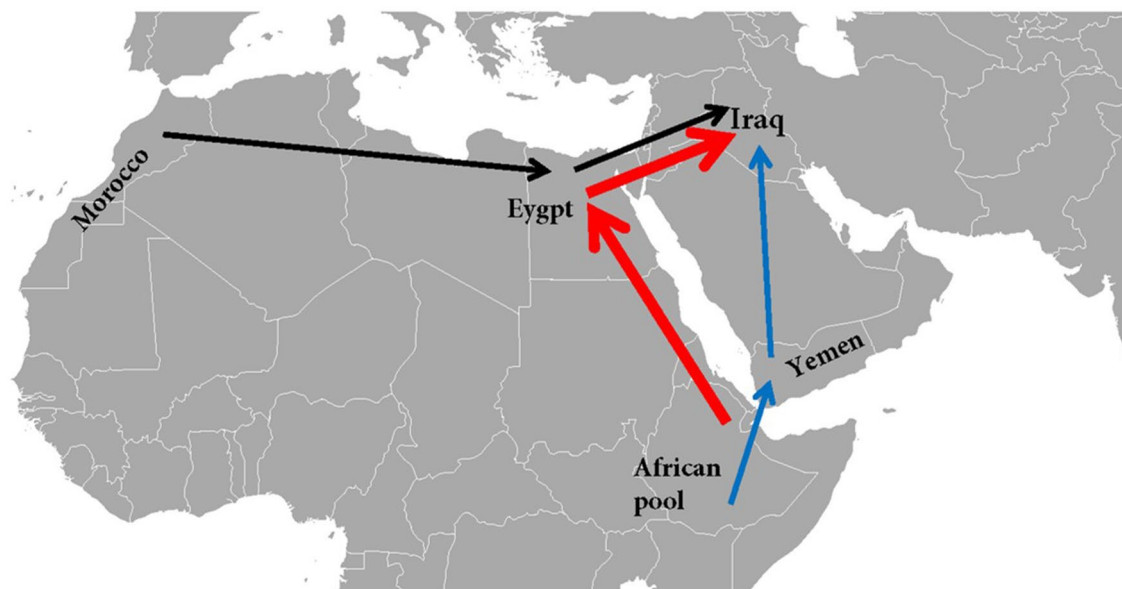 Iraq
Morocco
Eygpt
Yemen
African
pool